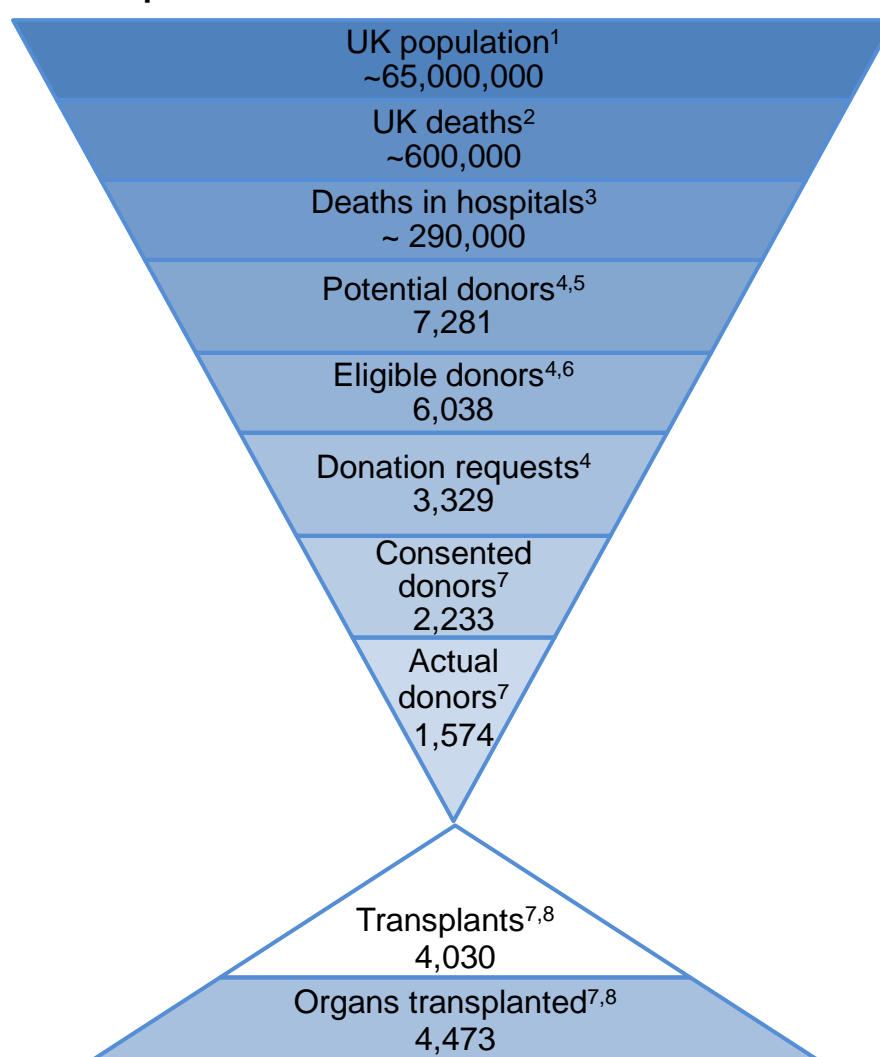 UK population¹
~65,000,000
UK deaths²
~600,000
Deaths in hospitals³
~ 290,000
Potential donors⁴,⁵
7,281
Eligible donors⁴,⁶
6,038
Donation requests⁴
3,329
Consented
donors⁷
2,233
Actual
donors⁷
1,574
Transplants⁷,⁸
4,030
Organs transplanted⁷,⁸
4,473